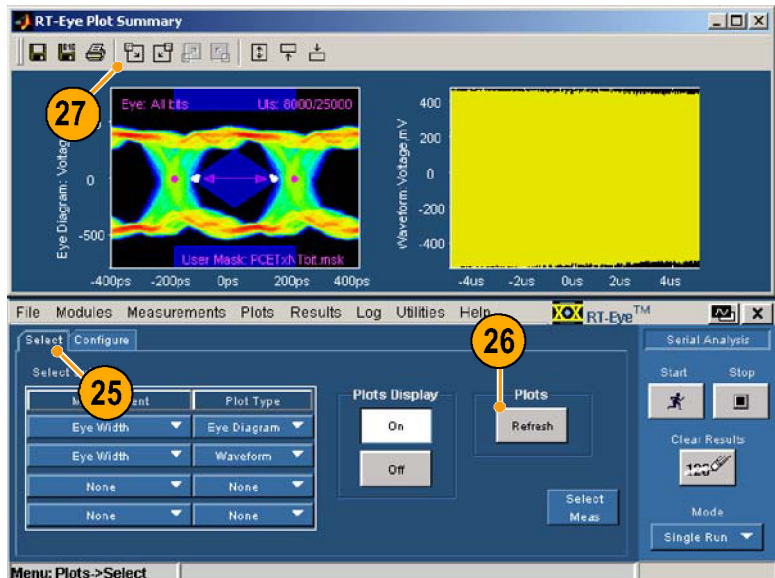 RT-Eye Plot Summary
27
Eye: All bits
UIs: 8000/25000
Eye Diagram: Voltage
0
-500
User Mask: PCETxNTbit.msk
-400ps -200ps 0ps 200ps 400ps
Waveform:Voltage,mV
400
200
0
-200
-400
-4us -2us 0us 2us 4us
File Modules Measurements Plots Results Log Utilities Help
RT-Eye™
X
Select Configure
26
Serial Analysis
Select
25
Plot Type
Eye Width Eye Diagram
Eye Width Waveform
None None
None None
Plots Display
On
Off
Plots
Refresh
Select
Meas
Start Stop
Clear Results
123
Mode
Single Run
Menu: Plots->Select